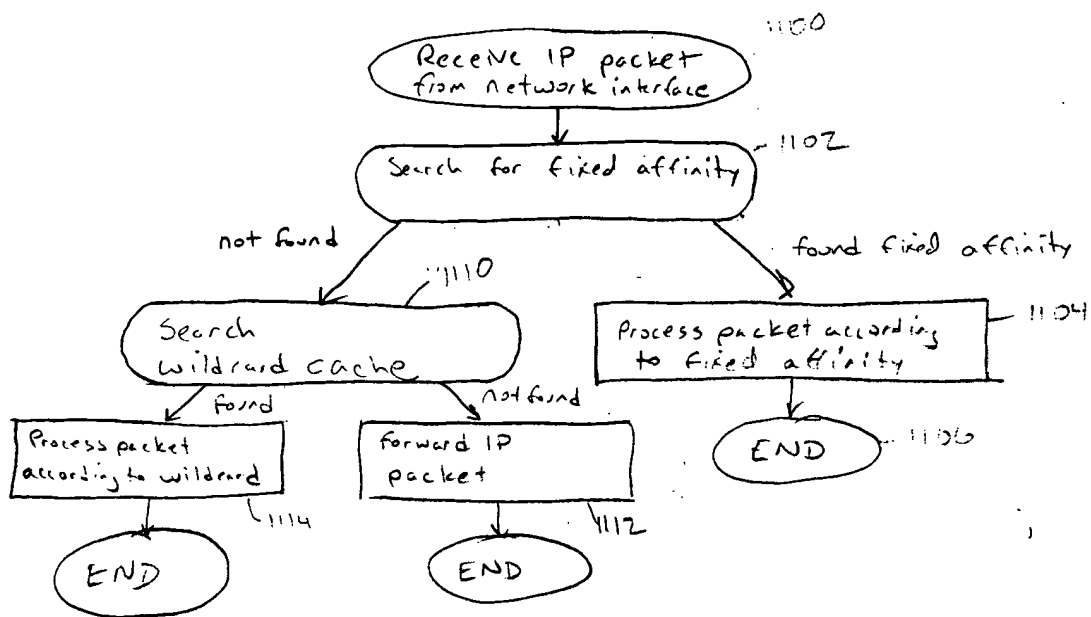 1100
Receive IP packet
from network interface
1102
Search for fixed affinity
not found
found fixed affinity
1110
Search
wildcard cache
1104
Process packet according
to fixed affinity
found
not found
Process packet
according to wildcard
forward IP
packet
END
1106
1114
1112
END
END